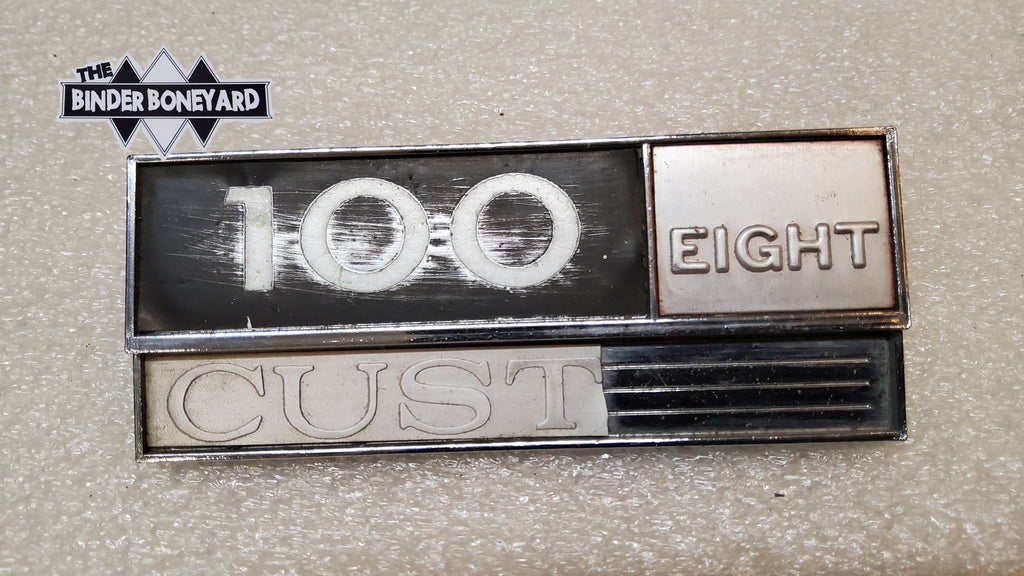 THE
BINDER BONEYARD
100 EIGHT
CUST